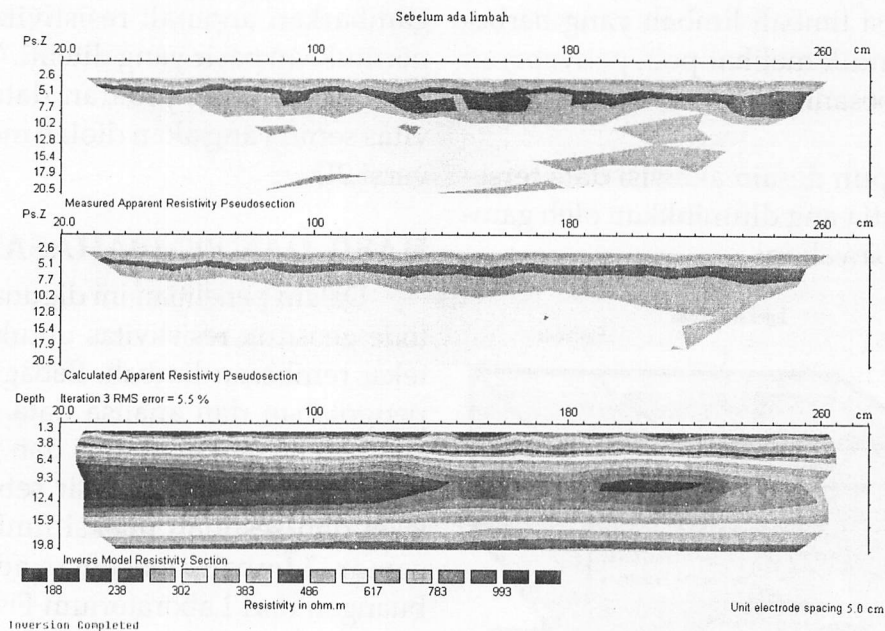 Sebelum ada limbah
Ps.Z 20.0 100 180 260 cm
2.6
5.1
7.7
10.2
12.8
15.4
17.9
20.5
Measured Apparent Resistivity Pseudosection
Ps.Z 20.0 100 180 260 cm
2.6
5.1
7.7
10.2
12.8
15.4
17.9
20.5
Calculated Apparent Resistivity Pseudosection
Depth Iteration 3 RMS error = 5.5 %
20.0 100 180 260 cm
1.3
3.8
6.4
9.3
12.4
15.9
19.8
Inverse Model Resistivity Section
188 238 302 383 486 617 783 993
Resistivity in ohm.m
Unit electrode spacing 5.0 cm
Inversion Completed